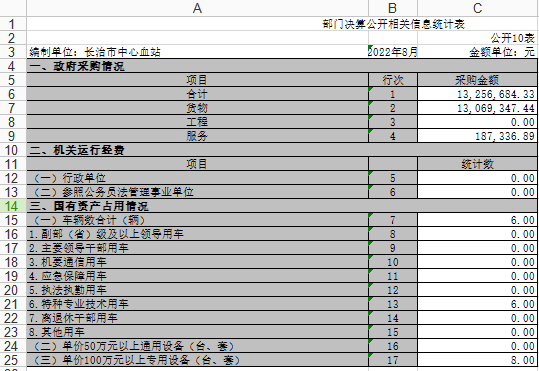 A B C
1 部门决算公开相关信息统计表
2 公开10表
3 编制单位：长治市中心血站 2022年8月 金额单位：元
4 一、政府采购情况
5 项目 行次 采购金额
6 合计 1 13,256,684.33
7 货物 2 13,069,347.44
8 工程 3 0.00
9 服务 4 187,336.89
10 二、机关运行经费
11 项目 统计数
12 （一）行政单位 5 0.00
13 （二）参照公务员法管理事业单位 6 0.00
14 三、国有资产占用情况
15 （一）车辆数合计（辆） 7 6.00
16 1.副部（省）级及以上领导用车 8 0.00
17 2.主要领导干部用车 9 0.00
18 3.机要通信用车 10 0.00
19 4.应急保障用车 11 0.00
20 5.执法执勤用车 12 0.00
21 6.特种专业技术用车 13 6.00
22 7.离退休干部用车 14 0.00
23 8.其他用车 15 0.00
24 （二）单价50万元以上通用设备（台、套） 16 0.00
25 （三）单价100万元以上专用设备（台、套） 17 8.00